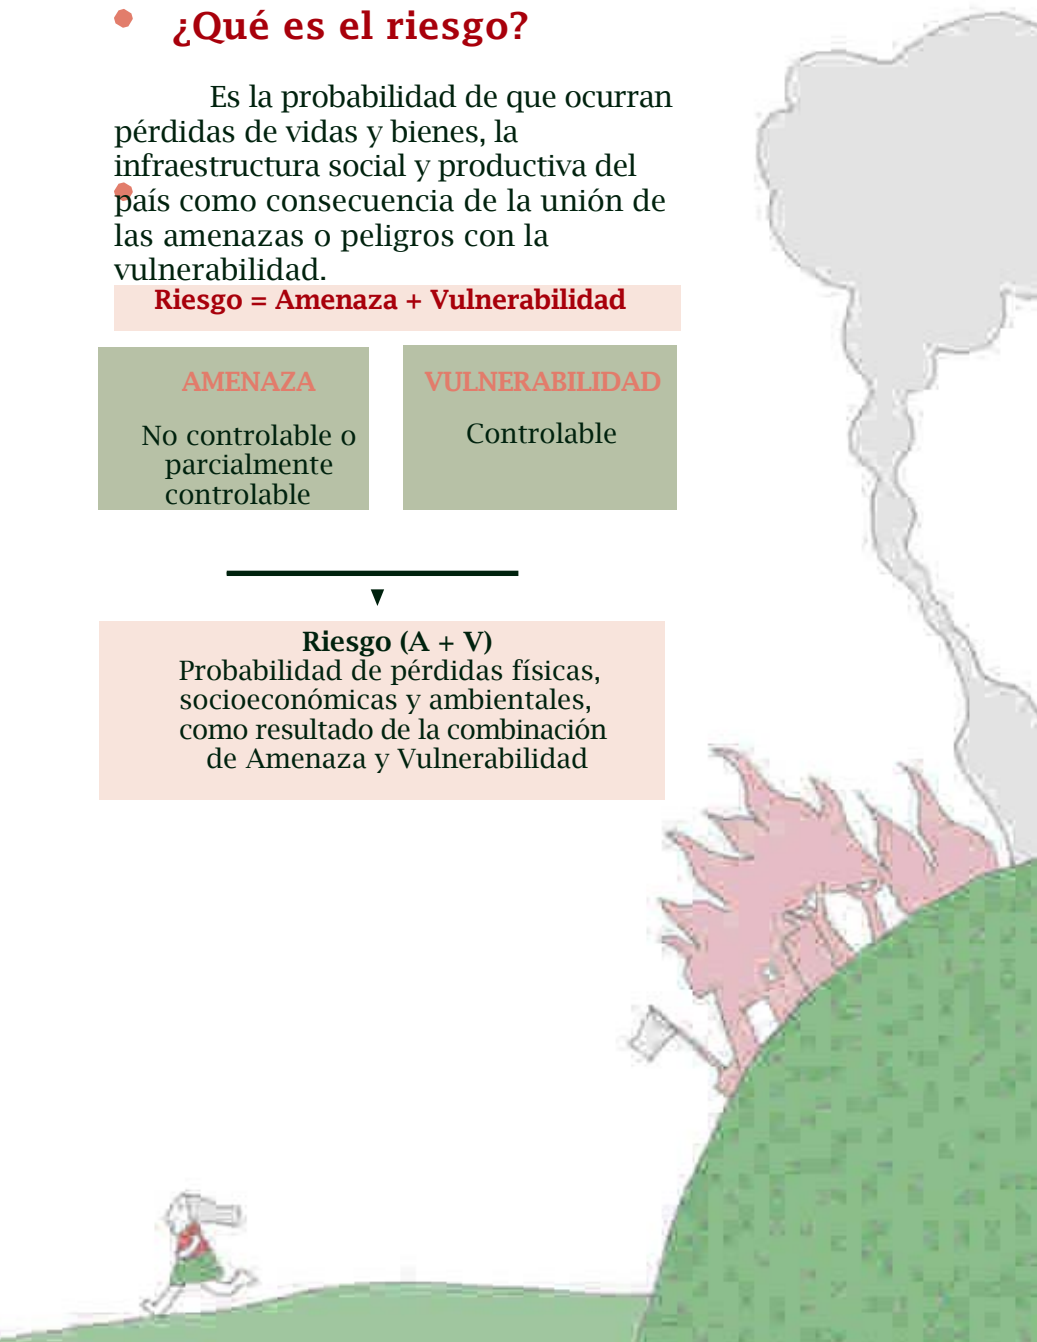 ¿Qué es el riesgo?
Es la probabilidad de que ocurran
pérdidas de vidas y bienes, la
infraestructura social y productiva del
país como consecuencia de la unión de
las amenazas o peligros con la
vulnerabilidad.
Riesgo = Amenaza + Vulnerabilidad
AMENAZA
No controlable o
parcialmente
controlable
VULNERABILIDAD
Controlable
Riesgo (A + V)
Probabilidad de pérdidas físicas,
socioeconómicas y ambientales,
como resultado de la combinación
de Amenaza y Vulnerabilidad